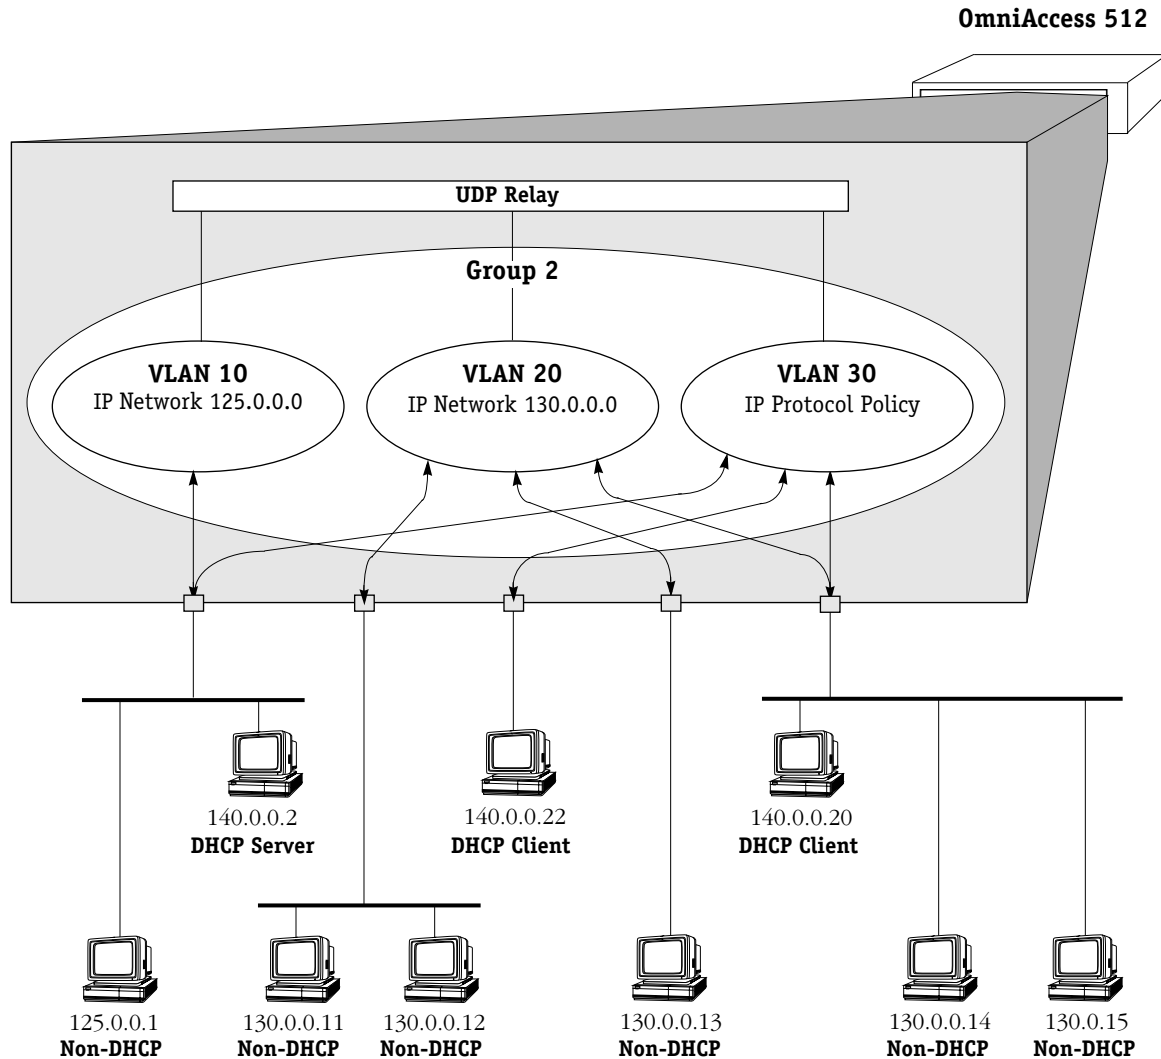 OmniAccess 512
UDP Relay
Group 2
VLAN 10
IP Network 125.0.0.0
VLAN 20
IP Network 130.0.0.0
VLAN 30
IP Protocol Policy
140.0.0.2
DHCP Server
140.0.0.22
DHCP Client
140.0.0.20
DHCP Client
125.0.0.1
Non-DHCP
130.0.0.11
Non-DHCP
130.0.0.12
Non-DHCP
130.0.0.13
Non-DHCP
130.0.0.14
Non-DHCP
130.0.15
Non-DHCP